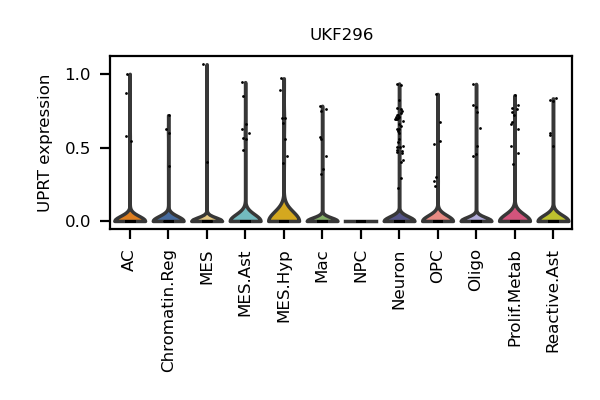 UKF296
UPRT expression
1.0
0.5
0.0
AC
Chromatin.Reg
MES
MES.Ast
MES.Hyp
Mac
NPC
Neuron
OPC
Oligo
Prolif.Metab
Reactive.Ast